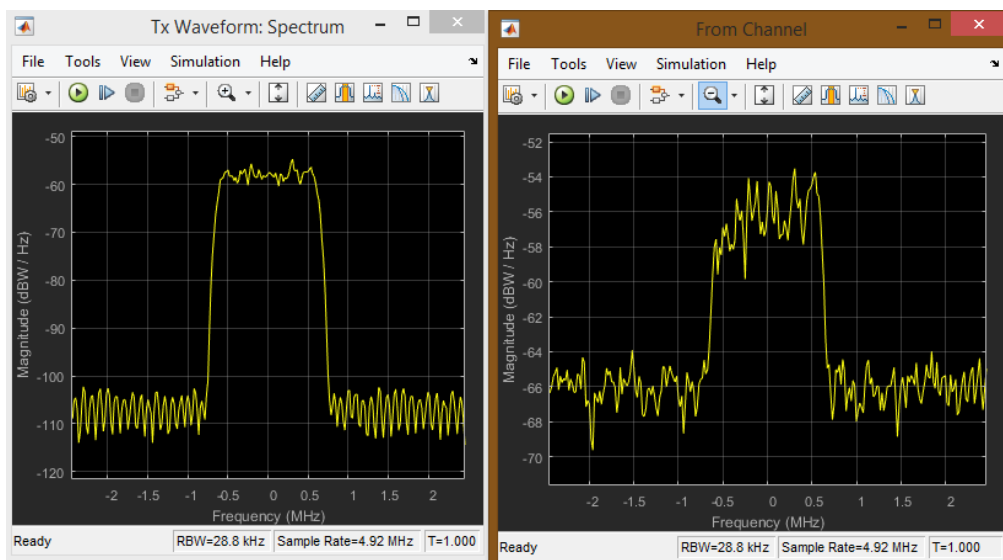 Tx Waveform: Spectrum
File Tools View Simulation Help
-50
-60
-70
-80
-90
-100
-110
-120
Magnitude (dBW / Hz)
-2 -1.5 -1 -0.5 0 0.5 1 1.5 2
Frequency (MHz)
Ready RBW=28.8 kHz Sample Rate=4.92 MHz T=1.000
From Channel
File Tools View Simulation Help
-52
-54
-56
-58
-60
-62
-64
-66
-68
-70
Magnitude (dBW / Hz)
-2 -1.5 -1 -0.5 0 0.5 1 1.5 2
Frequency (MHz)
Ready RBW=28.8 kHz Sample Rate=4.92 MHz T=1.000